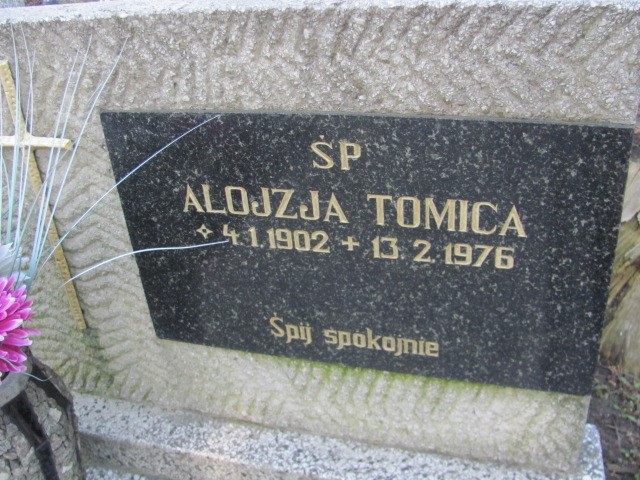 ŚP
ALOJZJA TOMICA
✧ 4.1.1902 + 13.2.1976
Śpij spokojnie